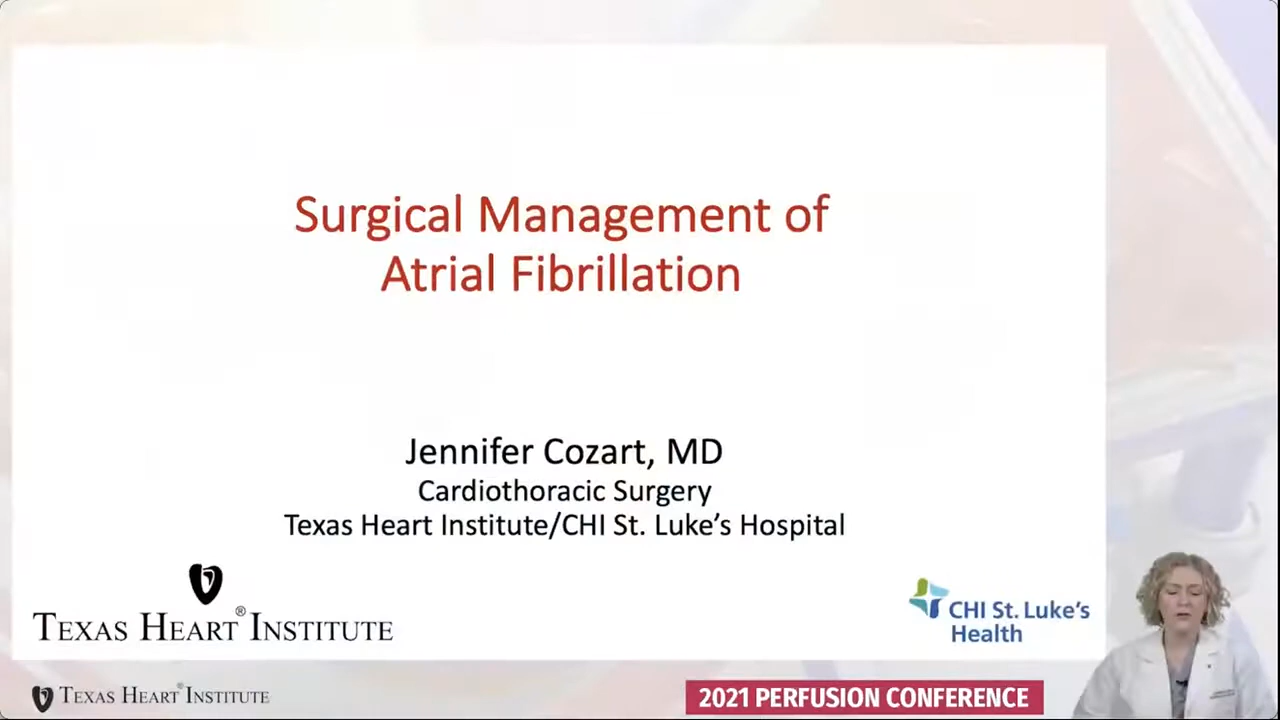 Surgical Management of
Atrial Fibrillation
Jennifer Cozart, MD
Cardiothoracic Surgery
Texas Heart Institute/CHI St. Luke's Hospital
TEXAS HEART® INSTITUTE
CHI St. Luke's
Health
TEXAS HEART® INSTITUTE
2021 PERFUSION CONFERENCE